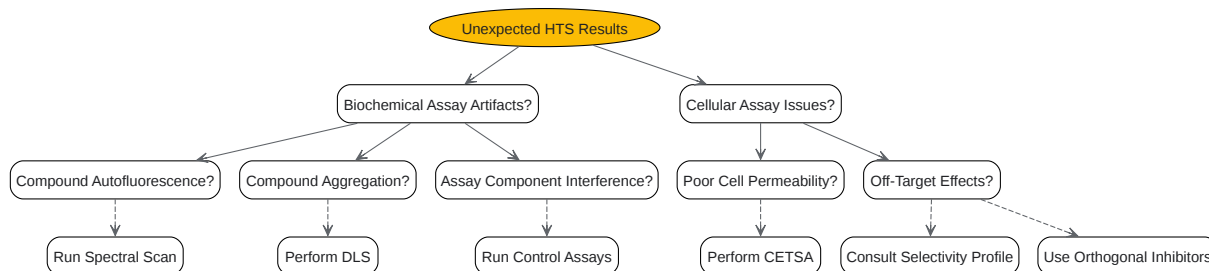 Unexpected HTS Results
Biochemical Assay Artifacts?
Cellular Assay Issues?
Compound Autofluorescence?
Compound Aggregation?
Assay Component Interference?
Poor Cell Permeability?
Off-Target Effects?
Run Spectral Scan
Perform DLS
Run Control Assays
Perform CETSA
Consult Selectivity Profile
Use Orthogonal Inhibitors